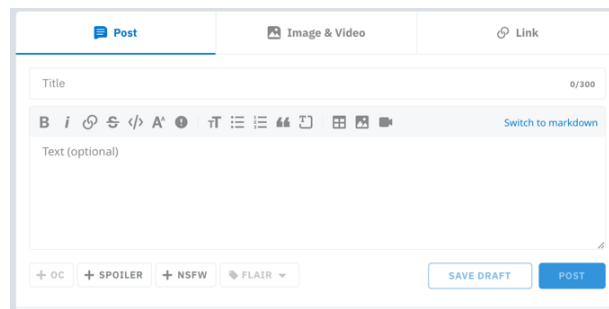 Post Image & Video Link
Title 0/300
Switch to markdown
Text (optional)
+ OC + SPOILER + NSFW FLAIR SAVE DRAFT POST